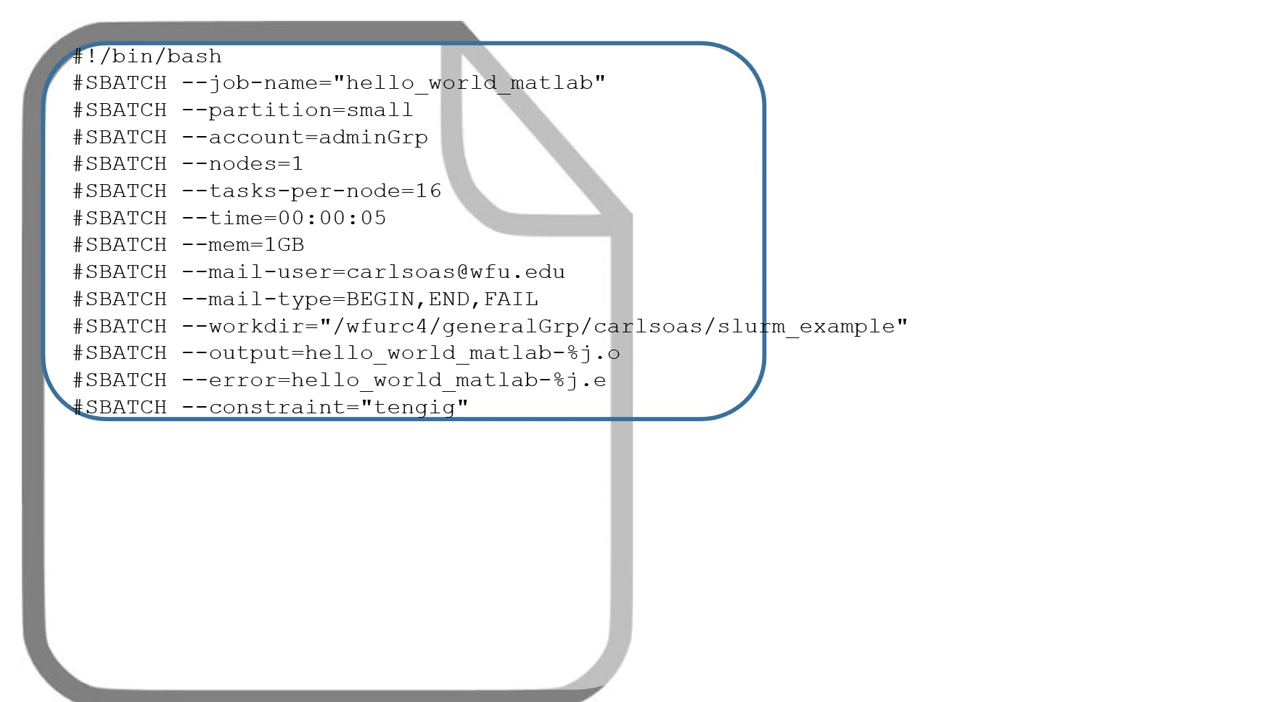 #!/bin/bash
#SBATCH --job-name="hello_world_matlab"
#SBATCH --partition=small
#SBATCH --account=adminGrp
#SBATCH --nodes=1
#SBATCH --tasks-per-node=16
#SBATCH --time=00:00:05
#SBATCH --mem=1GB
#SBATCH --mail-user=carlsoas@wfu.edu
#SBATCH --mail-type=BEGIN,END,FAIL
#SBATCH --workdir="/wfurc4/generalGrp/carlsoas/slurm_example"
#SBATCH --output=hello_world_matlab-%j.o
#SBATCH --error=hello_world_matlab-%j.e
#SBATCH --constraint="tengig"